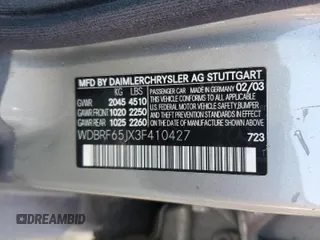 MFD. BY DAIMLERCHRYSLER AG STUTTGART
KG LBS
PASSENGER CAR MADE IN GERMANY 02/03
GVWR 2045 4510
GAWR FRONT 1020 2250
GAWR REAR 1025 2260
THIS VEHICLE CONFORMS TO ALL APPLICABLE U.S. FEDERAL MOTOR VEHICLE SAFETY, BUMPER AND THEFT PREVENTION STANDARDS IN EFFECT ON THE DATE OF MANUFACTURE SHOWN ABOVE.
WDBRF65JX3F410427 723
DREAMBID